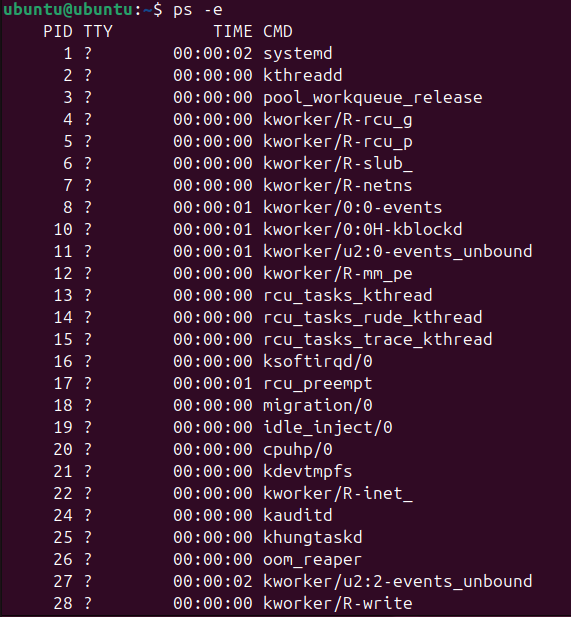 ubuntu@ubuntu:~$ ps -e
PID TTY TIME CMD
1 ? 00:00:02 systemd
2 ? 00:00:00 kthreadd
3 ? 00:00:00 pool_workqueue_release
4 ? 00:00:00 kworker/R-rcu_g
5 ? 00:00:00 kworker/R-rcu_p
6 ? 00:00:00 kworker/R-slub_
7 ? 00:00:00 kworker/R-netns
8 ? 00:00:01 kworker/0:0-events
10 ? 00:00:01 kworker/0:0H-kblockd
11 ? 00:00:01 kworker/u2:0-events_unbound
12 ? 00:00:00 kworker/R-mm_pe
13 ? 00:00:00 rcu_tasks_kthread
14 ? 00:00:00 rcu_tasks_rude_kthread
15 ? 00:00:00 rcu_tasks_trace_kthread
16 ? 00:00:00 ksoftirqd/0
17 ? 00:00:01 rcu_preempt
18 ? 00:00:00 migration/0
19 ? 00:00:00 idle_inject/0
20 ? 00:00:00 cpuhp/0
21 ? 00:00:00 kdevtmpfs
22 ? 00:00:00 kworker/R-inet_
24 ? 00:00:00 kauditd
25 ? 00:00:00 khungtaskd
26 ? 00:00:00 oom_reaper
27 ? 00:00:02 kworker/u2:2-events_unbound
28 ? 00:00:00 kworker/R-write